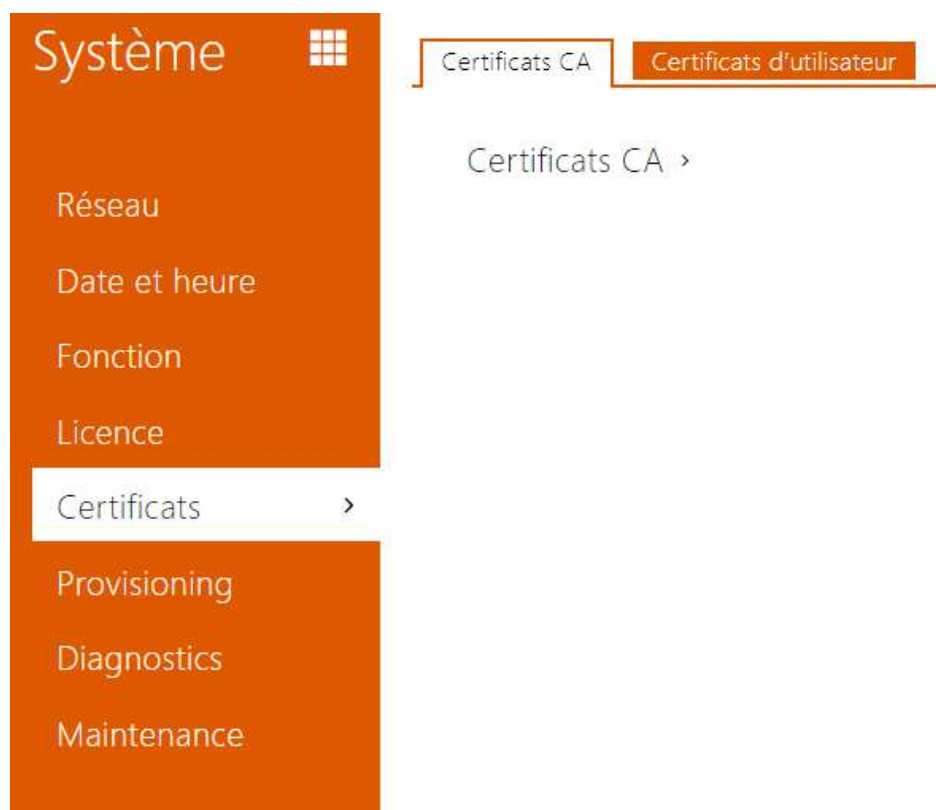 Système
Certificats CA
Certificats d'utilisateur
Certificats CA >
Réseau
Date et heure
Fonction
Licence
Certificats >
Provisioning
Diagnostics
Maintenance